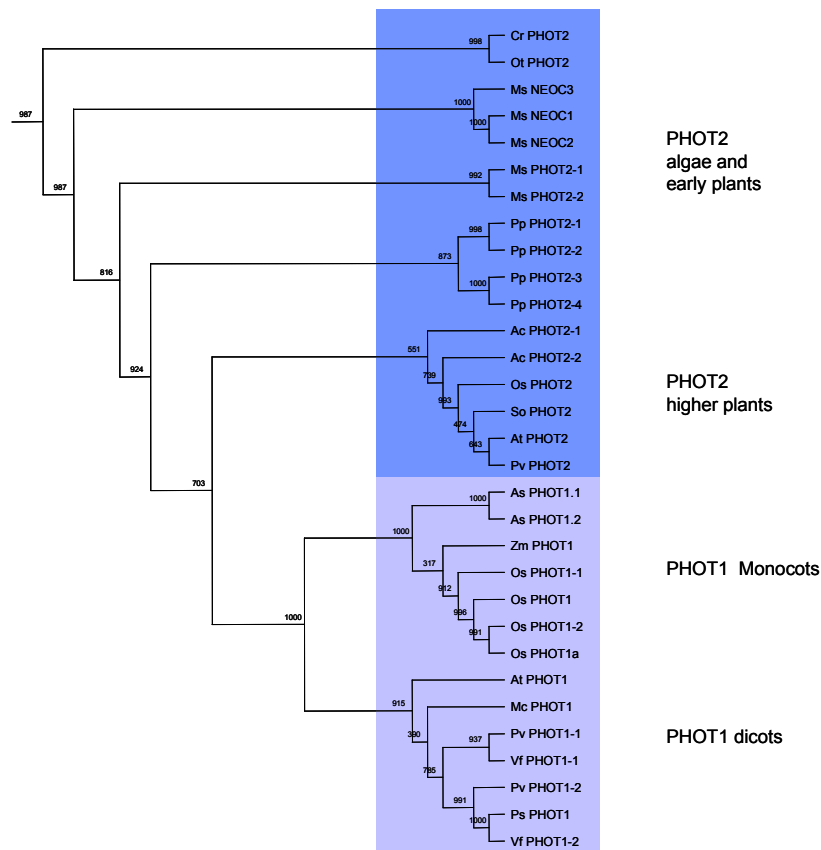 Cr PHOT2
998
Ot PHOT2
Ms NEOC3
1000
987
Ms NEOC1
1000
Ms NEOC2
PHOT2
algae and
early plants
Ms PHOT2-1
992
987
Ms PHOT2-2
Pp PHOT2-1
998
Pp PHOT2-2
873
816
Pp PHOT2-3
1000
Pp PHOT2-4
Ac PHOT2-1
551
Ac PHOT2-2
739
924
PHOT2
higher plants
Os PHOT2
993
So PHOT2
474
At PHOT2
643
Pv PHOT2
703
As PHOT1.1
1000
As PHOT1.2
1000
Zm PHOT1
317
PHOT1 Monocots
Os PHOT1-1
912
Os PHOT1
996
1000
Os PHOT1-2
991
Os PHOT1a
At PHOT1
915
Mc PHOT1
390
Pv PHOT1-1
937
PHOT1 dicots
Vf PHOT1-1
785
Pv PHOT1-2
991
Ps PHOT1
1000
Vf PHOT1-2